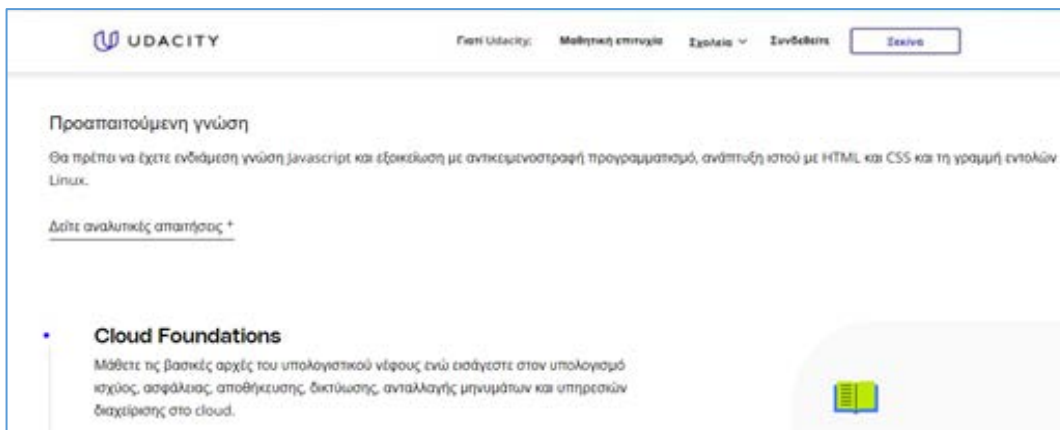 UDACITY Γιατί Udacity; Μαθητική επιτυχία Σχολεία Συνδεθείτε Ξεκίνα
Προαπαιτούμενη γνώση
Θα πρέπει να έχετε ενδιάμεση γνώση Javascript και εξοικείωση με αντικειμενοστραφή προγραμματισμό, ανάπτυξη ιστού με HTML και CSS και τη γραμμή εντολών
Linux.
Δείτε αναλυτικές απαιτήσεις +
Cloud Foundations
Μάθετε τις βασικές αρχές του υπολογιστικού νέφους ενώ εισάγεστε στον υπολογισμό
ισχύος, ασφάλειας, αποθήκευσης, δικτύωσης, ανταλλαγής μηνυμάτων και υπηρεσιών
διαχείρισης στο cloud.